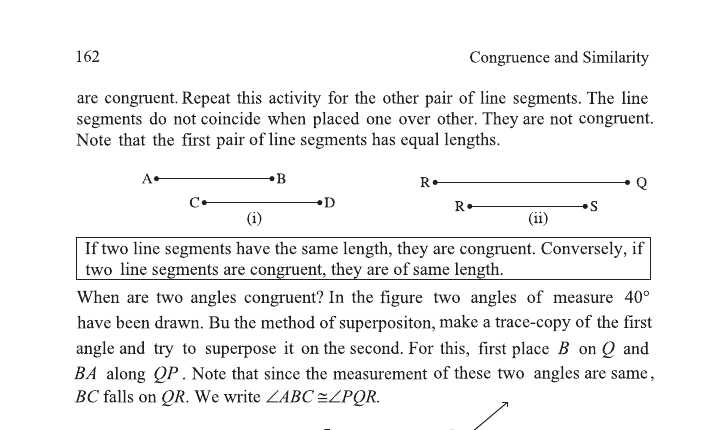 162 Congruence and Similarity
are congruent. Repeat this activity for the other pair of line segments. The line
segments do not coincide when placed one over other. They are not congruent.
Note that the first pair of line segments has equal lengths.
A B R Q
C D R S
(i) (ii)
If two line segments have the same length, they are congruent. Conversely, if
two line segments are congruent, they are of same length.
When are two angles congruent? In the figure two angles of measure 40°
have been drawn. Bu the method of superpositon, make a trace-copy of the first
angle and try to superpose it on the second. For this, first place B on Q and
BA along QP. Note that since the measurement of these two angles are same,
BC falls on QR. We write ∠ABC ≅∠PQR.